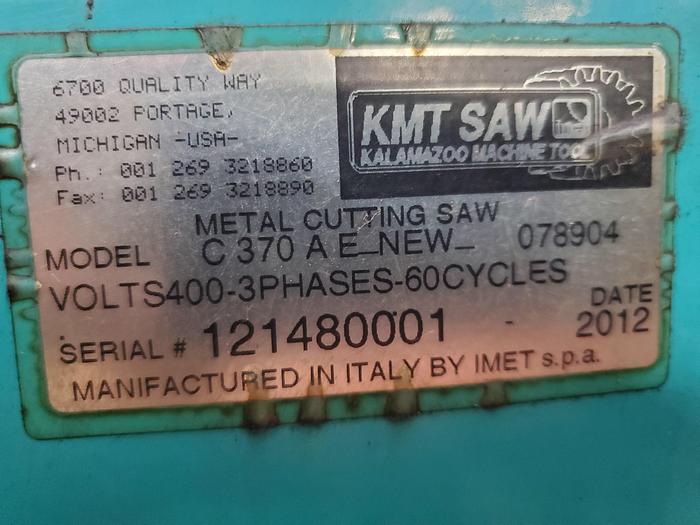 6700 QUALITY WAY
49002 PORTAGE,
MICHIGAN -USA-
Ph.: 001 269 3218860
Fax: 001 269 3218890
KMT SAW imet
KALAMAZOO MACHINE TOOL
METAL CUTTING SAW
MODEL C 370 A E_NEW_ 078904
VOLTS400-3PHASES-60CYCLES
SERIAL # 121480001 - DATE 2012
MANIFACTURED IN ITALY BY IMET s.p.a.